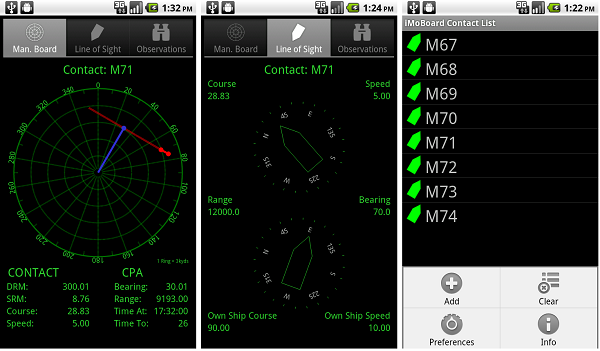 3G 1:32 PM
Man. Board
Line of Sight
Observations
Contact: M71
0
20
40
60
80
100
120
140
160
180
200
220
240
260
280
300
320
340
1 Ring = 3kyds
CONTACT
DRM: 300.01
SRM: 8.76
Course: 28.83
Speed: 5.00
CPA
Bearing: 30.01
Range: 9193.00
Time At: 17:32:00
Time To: 26
3G 1:24 PM
Man. Board
Line of Sight
Observations
Contact: M71
Course
28.83
Speed
5.00
N
45
E
135
S
225
W
315
Range
12000.0
Bearing
70.0
N
45
E
135
S
225
W
315
Own Ship Course
90.00
Own Ship Speed
10.00
3G 1:22 PM
iMoBoard Contact List
M67
M68
M69
M70
M71
M72
M73
M74
Add
Clear
Preferences
Info